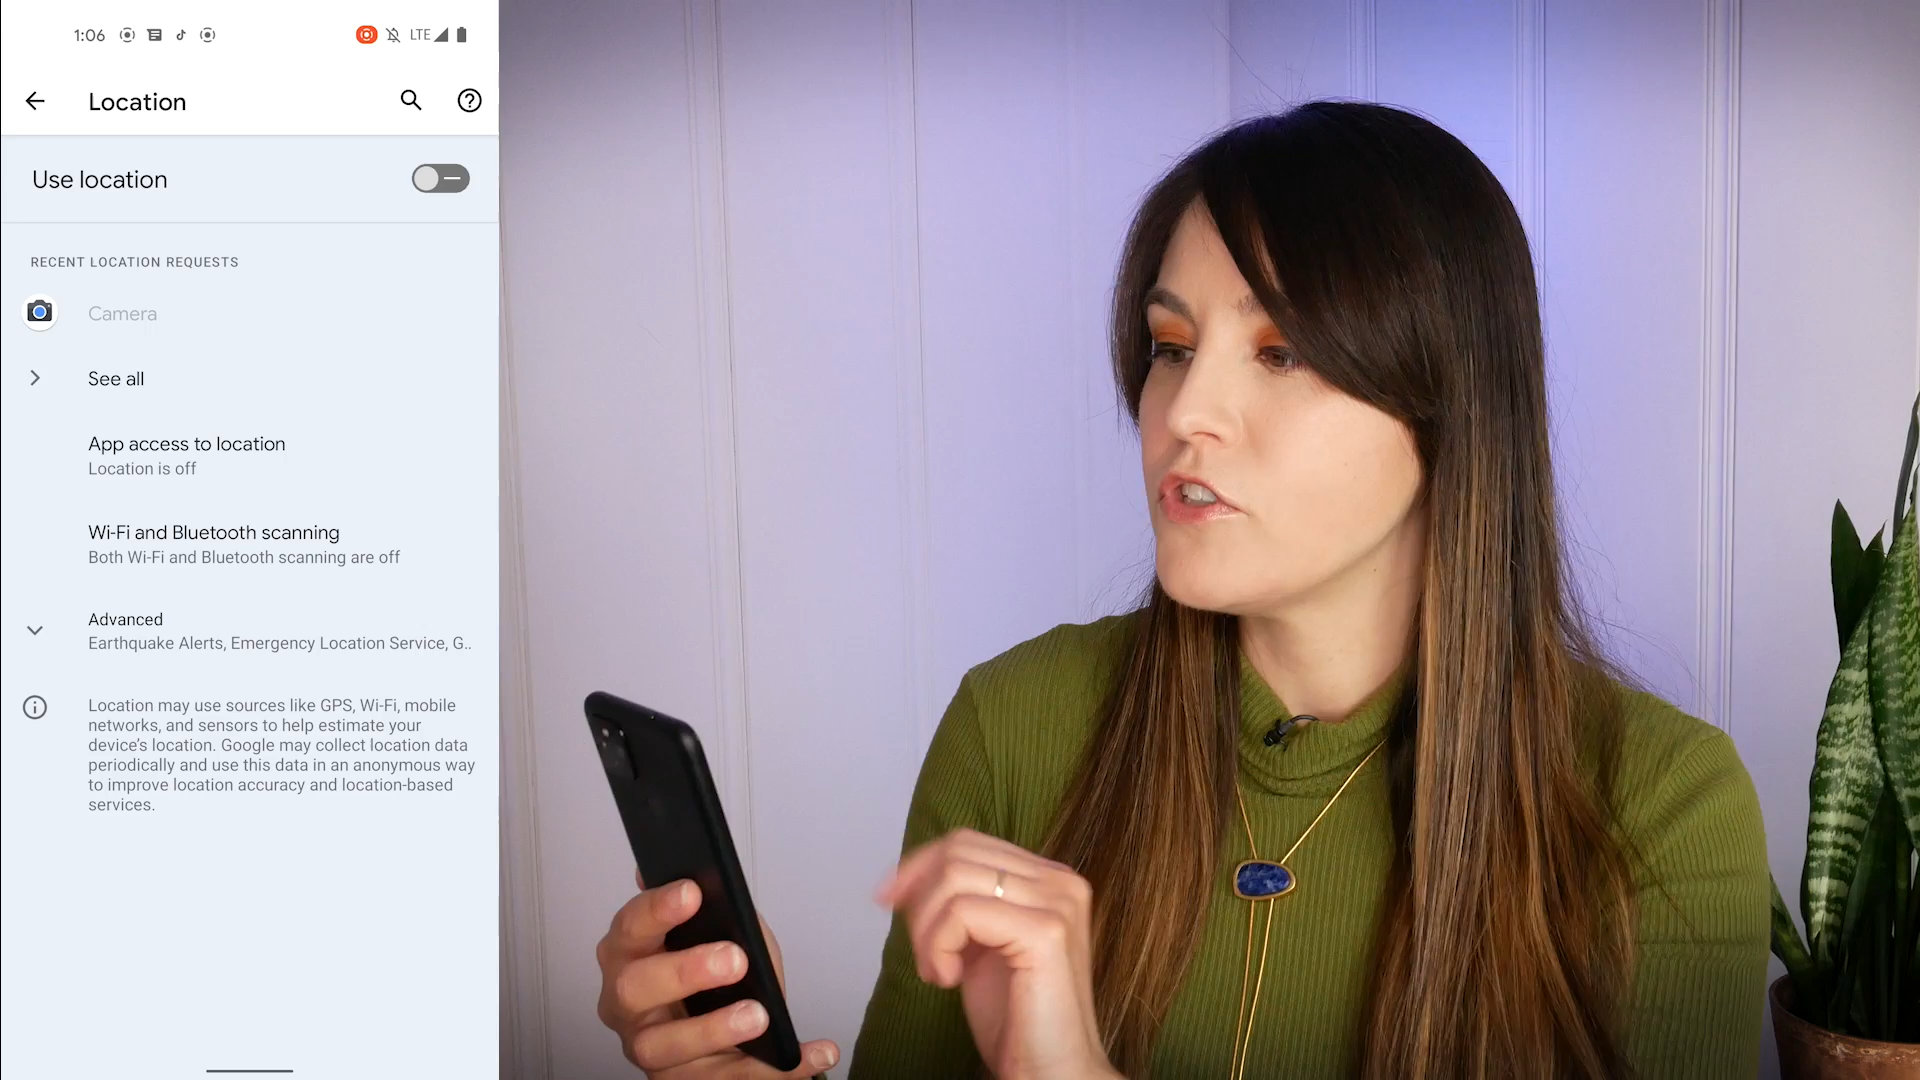 1:06
LTE
Location
Use location
RECENT LOCATION REQUESTS
Camera
See all
App access to location
Location is off
Wi-Fi and Bluetooth scanning
Both Wi-Fi and Bluetooth scanning are off
Advanced
Earthquake Alerts, Emergency Location Service, G..
Location may use sources like GPS, Wi-Fi, mobile
networks, and sensors to help estimate your
device's location. Google may collect location data
periodically and use this data in an anonymous way
to improve location accuracy and location-based
services.